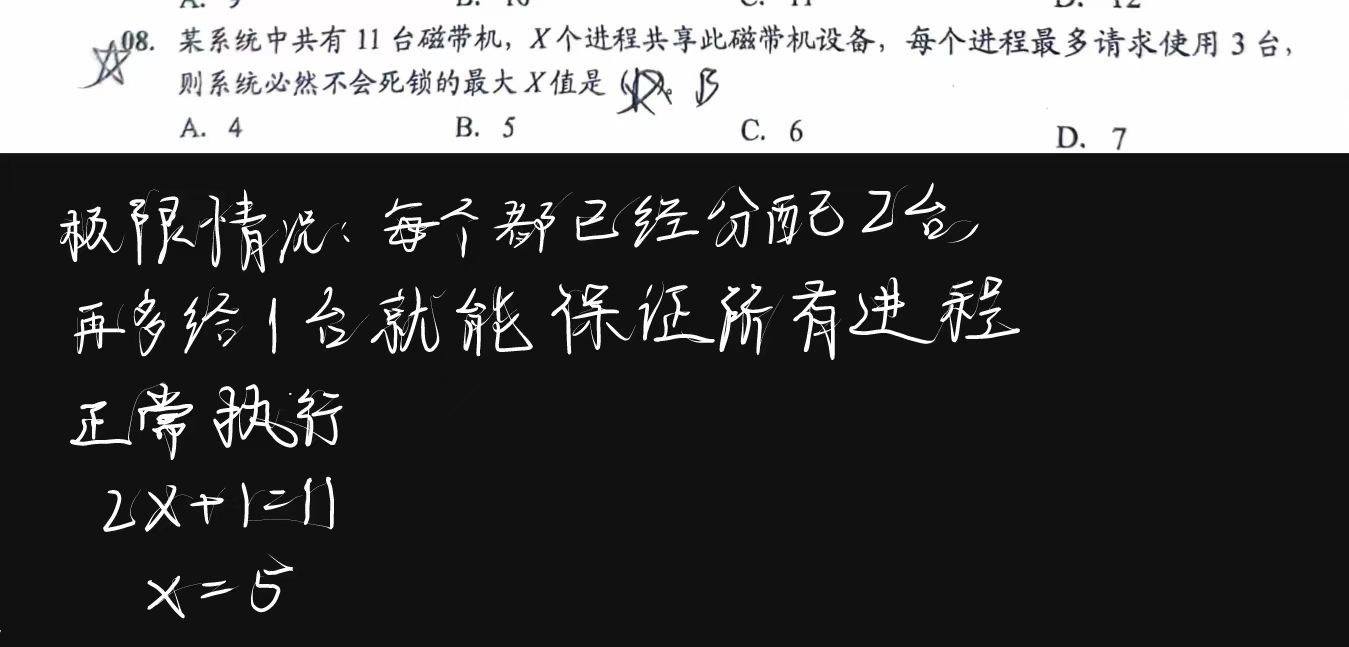 08. 某系统中共有 11 台磁带机，X 个进程共享此磁带机设备，每个进程最多请求使用 3 台，
则系统必然不会死锁的最大 X 值是（ ）。 B
A. 4 B. 5 C. 6 D. 7
极限情况：每个都已经分配2台
再多给1台就能保证所有进程
正常执行
2x+1=11
x=5